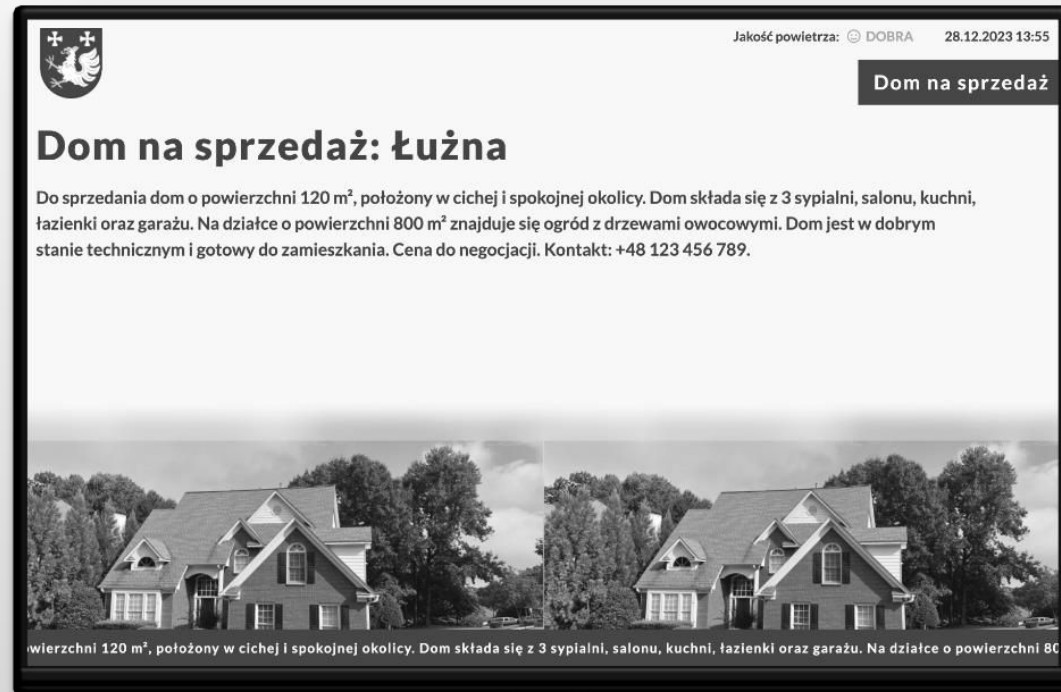 Jakość powietrza: DOBRA 28.12.2023 13:55
Dom na sprzedaż
Dom na sprzedaż: Łużna
Do sprzedania dom o powierzchni 120 m², położony w cichej i spokojnej okolicy. Dom składa się z 3 sypialni, salonu, kuchni,
łazienki oraz garażu. Na działce o powierzchni 800 m² znajduje się ogród z drzewami owocowymi. Dom jest w dobrym
stanie technicznym i gotowy do zamieszkania. Cena do negocjacji. Kontakt: +48 123 456 789.
wierzchni 120 m², położony w cichej i spokojnej okolicy. Dom składa się z 3 sypialni, salonu, kuchni, łazienki oraz garażu. Na działce o powierzchni 80